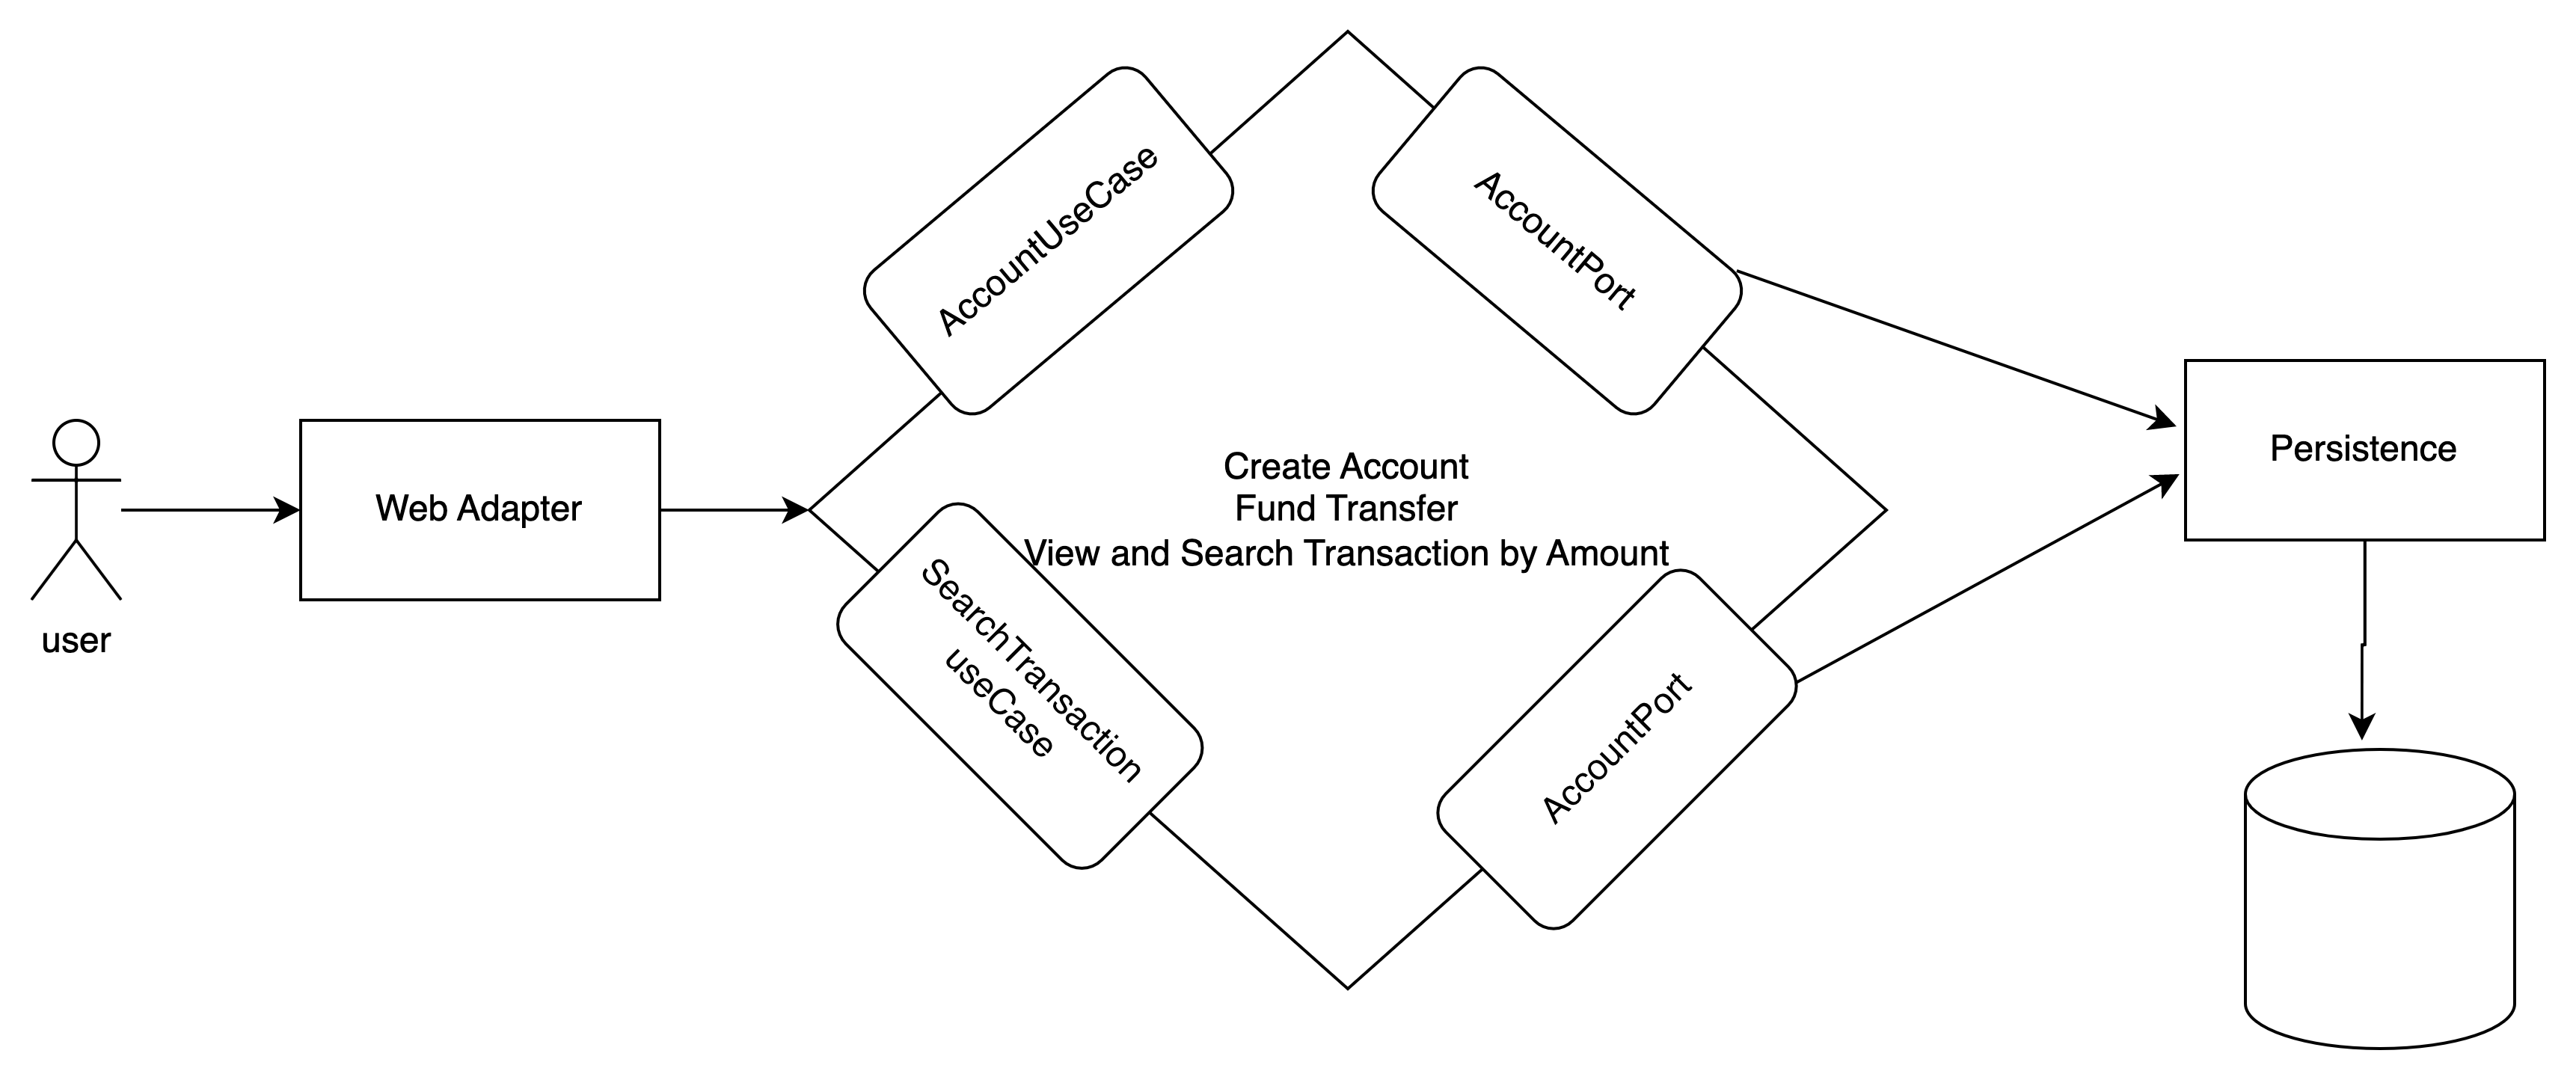 AccountUseCase
AccountPort
Create Account
Fund Transfer
View and Search Transaction by Amount
user
Web Adapter
Persistence
SearchTransaction
useCase
AccountPort